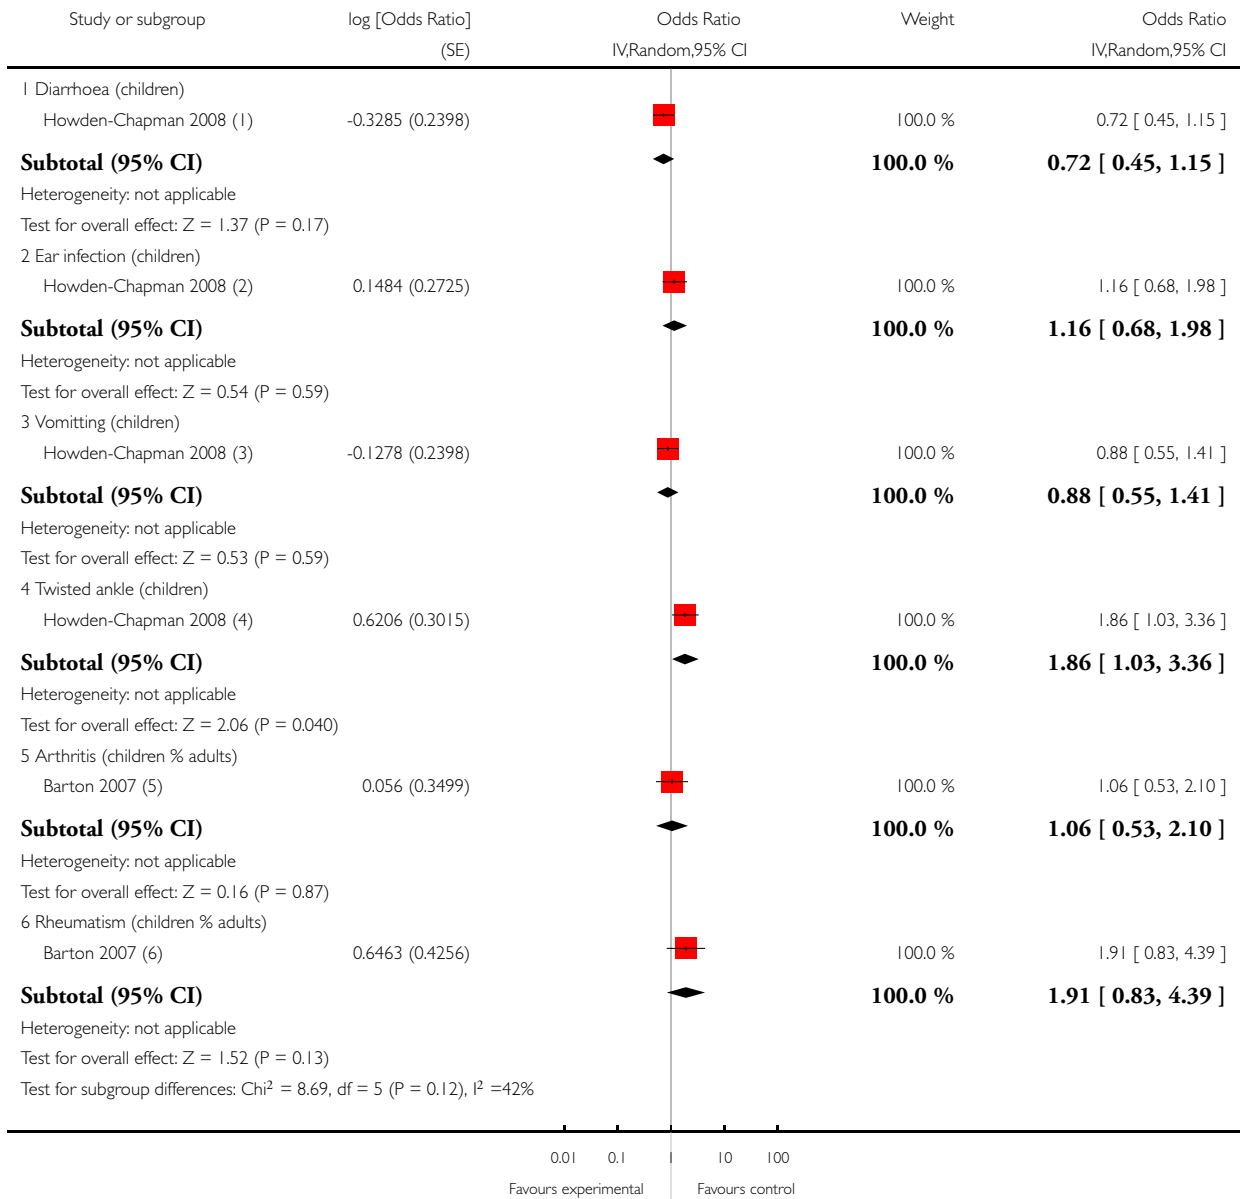 Study or subgroup log [Odds Ratio] Odds Ratio Weight Odds Ratio
(SE) IV,Random,95% CI IV,Random,95% CI
1 Diarrhoea (children)
Howden-Chapman 2008 (1) -0.3285 (0.2398) 100.0 % 0.72 [ 0.45, 1.15 ]
Subtotal (95% CI) 100.0 % 0.72 [ 0.45, 1.15 ]
Heterogeneity: not applicable
Test for overall effect: Z = 1.37 (P = 0.17)
2 Ear infection (children)
Howden-Chapman 2008 (2) 0.1484 (0.2725) 100.0 % 1.16 [ 0.68, 1.98 ]
Subtotal (95% CI) 100.0 % 1.16 [ 0.68, 1.98 ]
Heterogeneity: not applicable
Test for overall effect: Z = 0.54 (P = 0.59)
3 Vomitting (children)
Howden-Chapman 2008 (3) -0.1278 (0.2398) 100.0 % 0.88 [ 0.55, 1.41 ]
Subtotal (95% CI) 100.0 % 0.88 [ 0.55, 1.41 ]
Heterogeneity: not applicable
Test for overall effect: Z = 0.53 (P = 0.59)
4 Twisted ankle (children)
Howden-Chapman 2008 (4) 0.6206 (0.3015) 100.0 % 1.86 [ 1.03, 3.36 ]
Subtotal (95% CI) 100.0 % 1.86 [ 1.03, 3.36 ]
Heterogeneity: not applicable
Test for overall effect: Z = 2.06 (P = 0.040)
5 Arthritis (children % adults)
Barton 2007 (5) 0.056 (0.3499) 100.0 % 1.06 [ 0.53, 2.10 ]
Subtotal (95% CI) 100.0 % 1.06 [ 0.53, 2.10 ]
Heterogeneity: not applicable
Test for overall effect: Z = 0.16 (P = 0.87)
6 Rheumatism (children % adults)
Barton 2007 (6) 0.6463 (0.4256) 100.0 % 1.91 [ 0.83, 4.39 ]
Subtotal (95% CI) 100.0 % 1.91 [ 0.83, 4.39 ]
Heterogeneity: not applicable
Test for overall effect: Z = 1.52 (P = 0.13)
Test for subgroup differences: Chi² = 8.69, df = 5 (P = 0.12), I² =42%
0.01 0.1 1 10 100
Favours experimental Favours control